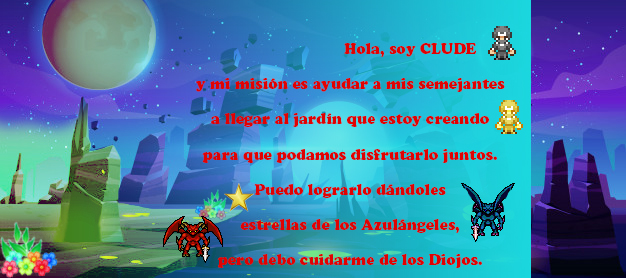 Hola, soy CLUDE
y mi misión es ayudar a mis semejantes
a llegar al jardín que estoy creando
para que podamos disfrutarlo juntos.
Puedo lograrlo dándoles
estrellas de los Azulángeles,
pero debo cuidarme de los Diojos.